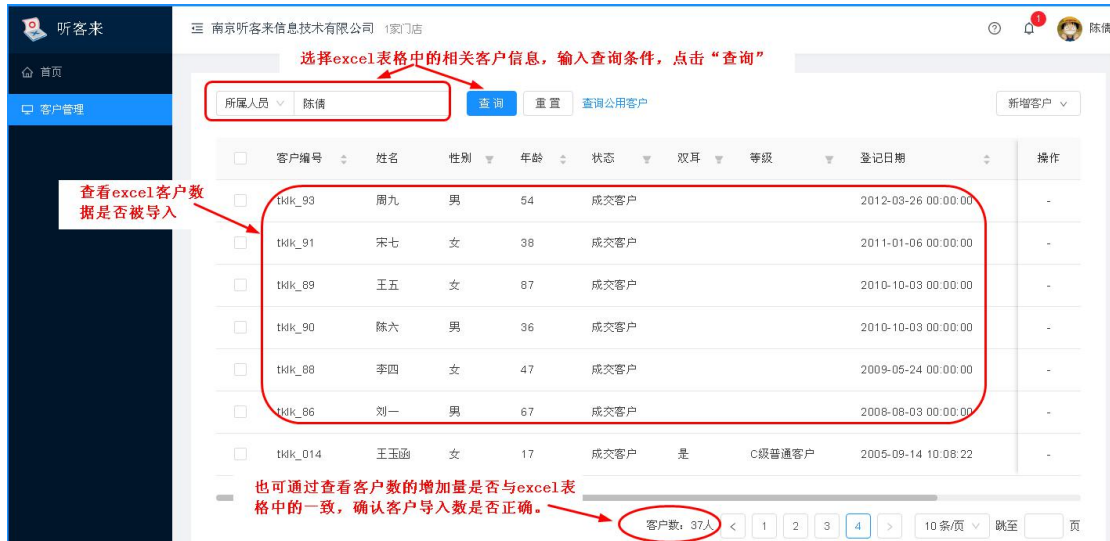 听客来
南京听客来信息技术有限公司 1家门店
1
陈倩
首页
客户管理
选择excel表格中的相关客户信息，输入查询条件，点击“查询”
所属人员 陈倩 查 询 重 置 查询公用客户 新增客户
客户编号 姓名 性别 年龄 状态 双耳 等级 登记日期 操作
查看excel客户数
据是否被导入
tklk_93 周九 男 54 成交客户 2012-03-26 00:00:00 -
tklk_91 宋七 女 38 成交客户 2011-01-06 00:00:00 -
tklk_89 王五 女 87 成交客户 2010-10-03 00:00:00 -
tklk_90 陈六 男 36 成交客户 2010-10-03 00:00:00 -
tklk_88 李四 女 47 成交客户 2009-05-24 00:00:00 -
tklk_86 刘一 男 67 成交客户 2008-08-03 00:00:00 -
tklk_014 王玉函 女 17 成交客户 是 C级普通客户 2005-09-14 10:08:22 -
也可通过查看客户数的增加量是否与excel表
格中的一致，确认客户导入数是否正确。
客户数：37人 < 1 2 3 4 > 10 条/页 跳至 页